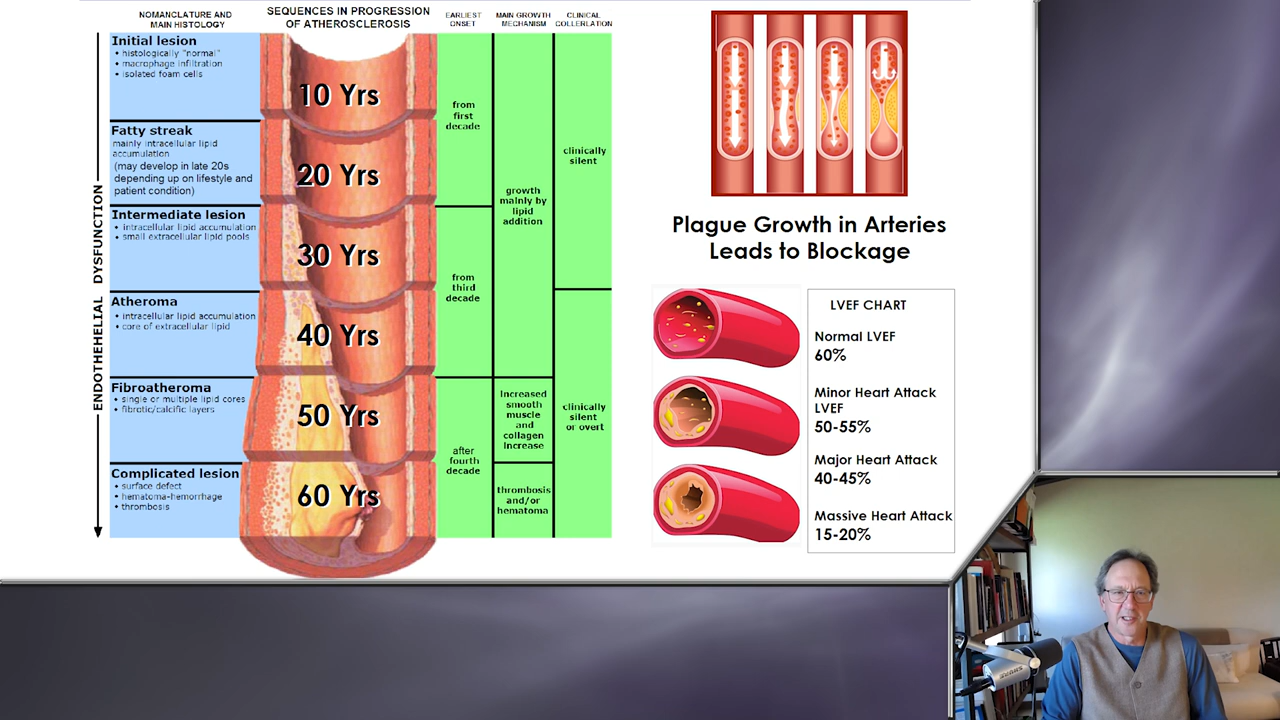 NOMENCLATURE AND
MAIN HISTOLOGY
SEQUENCES IN PROGRESSION
OF ATHEROSCLEROSIS
EARLIEST
ONSET
MAIN GROWTH
MECHANISM
CLINICAL
COLLERLATION
ENDOTHEHELIAL DYSFUNCTION
Initial lesion
• histologically "normal"
• macrophage infiltration
• isolated foam cells
10 Yrs
Fatty streak
mainly intracellular lipid
accumulation
(may develop in late 20s
depending up on lifestyle and
patient condition)
20 Yrs
Intermediate lesion
• intracellular lipid accumulation
• small extracellular lipid pools
30 Yrs
Atheroma
• intracellular lipid accumulation
• core of extracellular lipid
40 Yrs
Fibroatheroma
• single or multiple lipid cores
• fibrotic/calcific layers
50 Yrs
Complicated lesion
• surface defect
• hematoma-hemorrhage
• thrombosis
60 Yrs
from
first
decade
from
third
decade
after
fourth
decade
growth
mainly by
lipid
addition
increased
smooth
muscle
and
collagen
increase
thrombosis
and/or
hematoma
clinically
silent
clinically
silent
or overt
Plague Growth in Arteries
Leads to Blockage
LVEF CHART
Normal LVEF
60%
Minor Heart Attack
LVEF
50-55%
Major Heart Attack
40-45%
Massive Heart Attack
15-20%